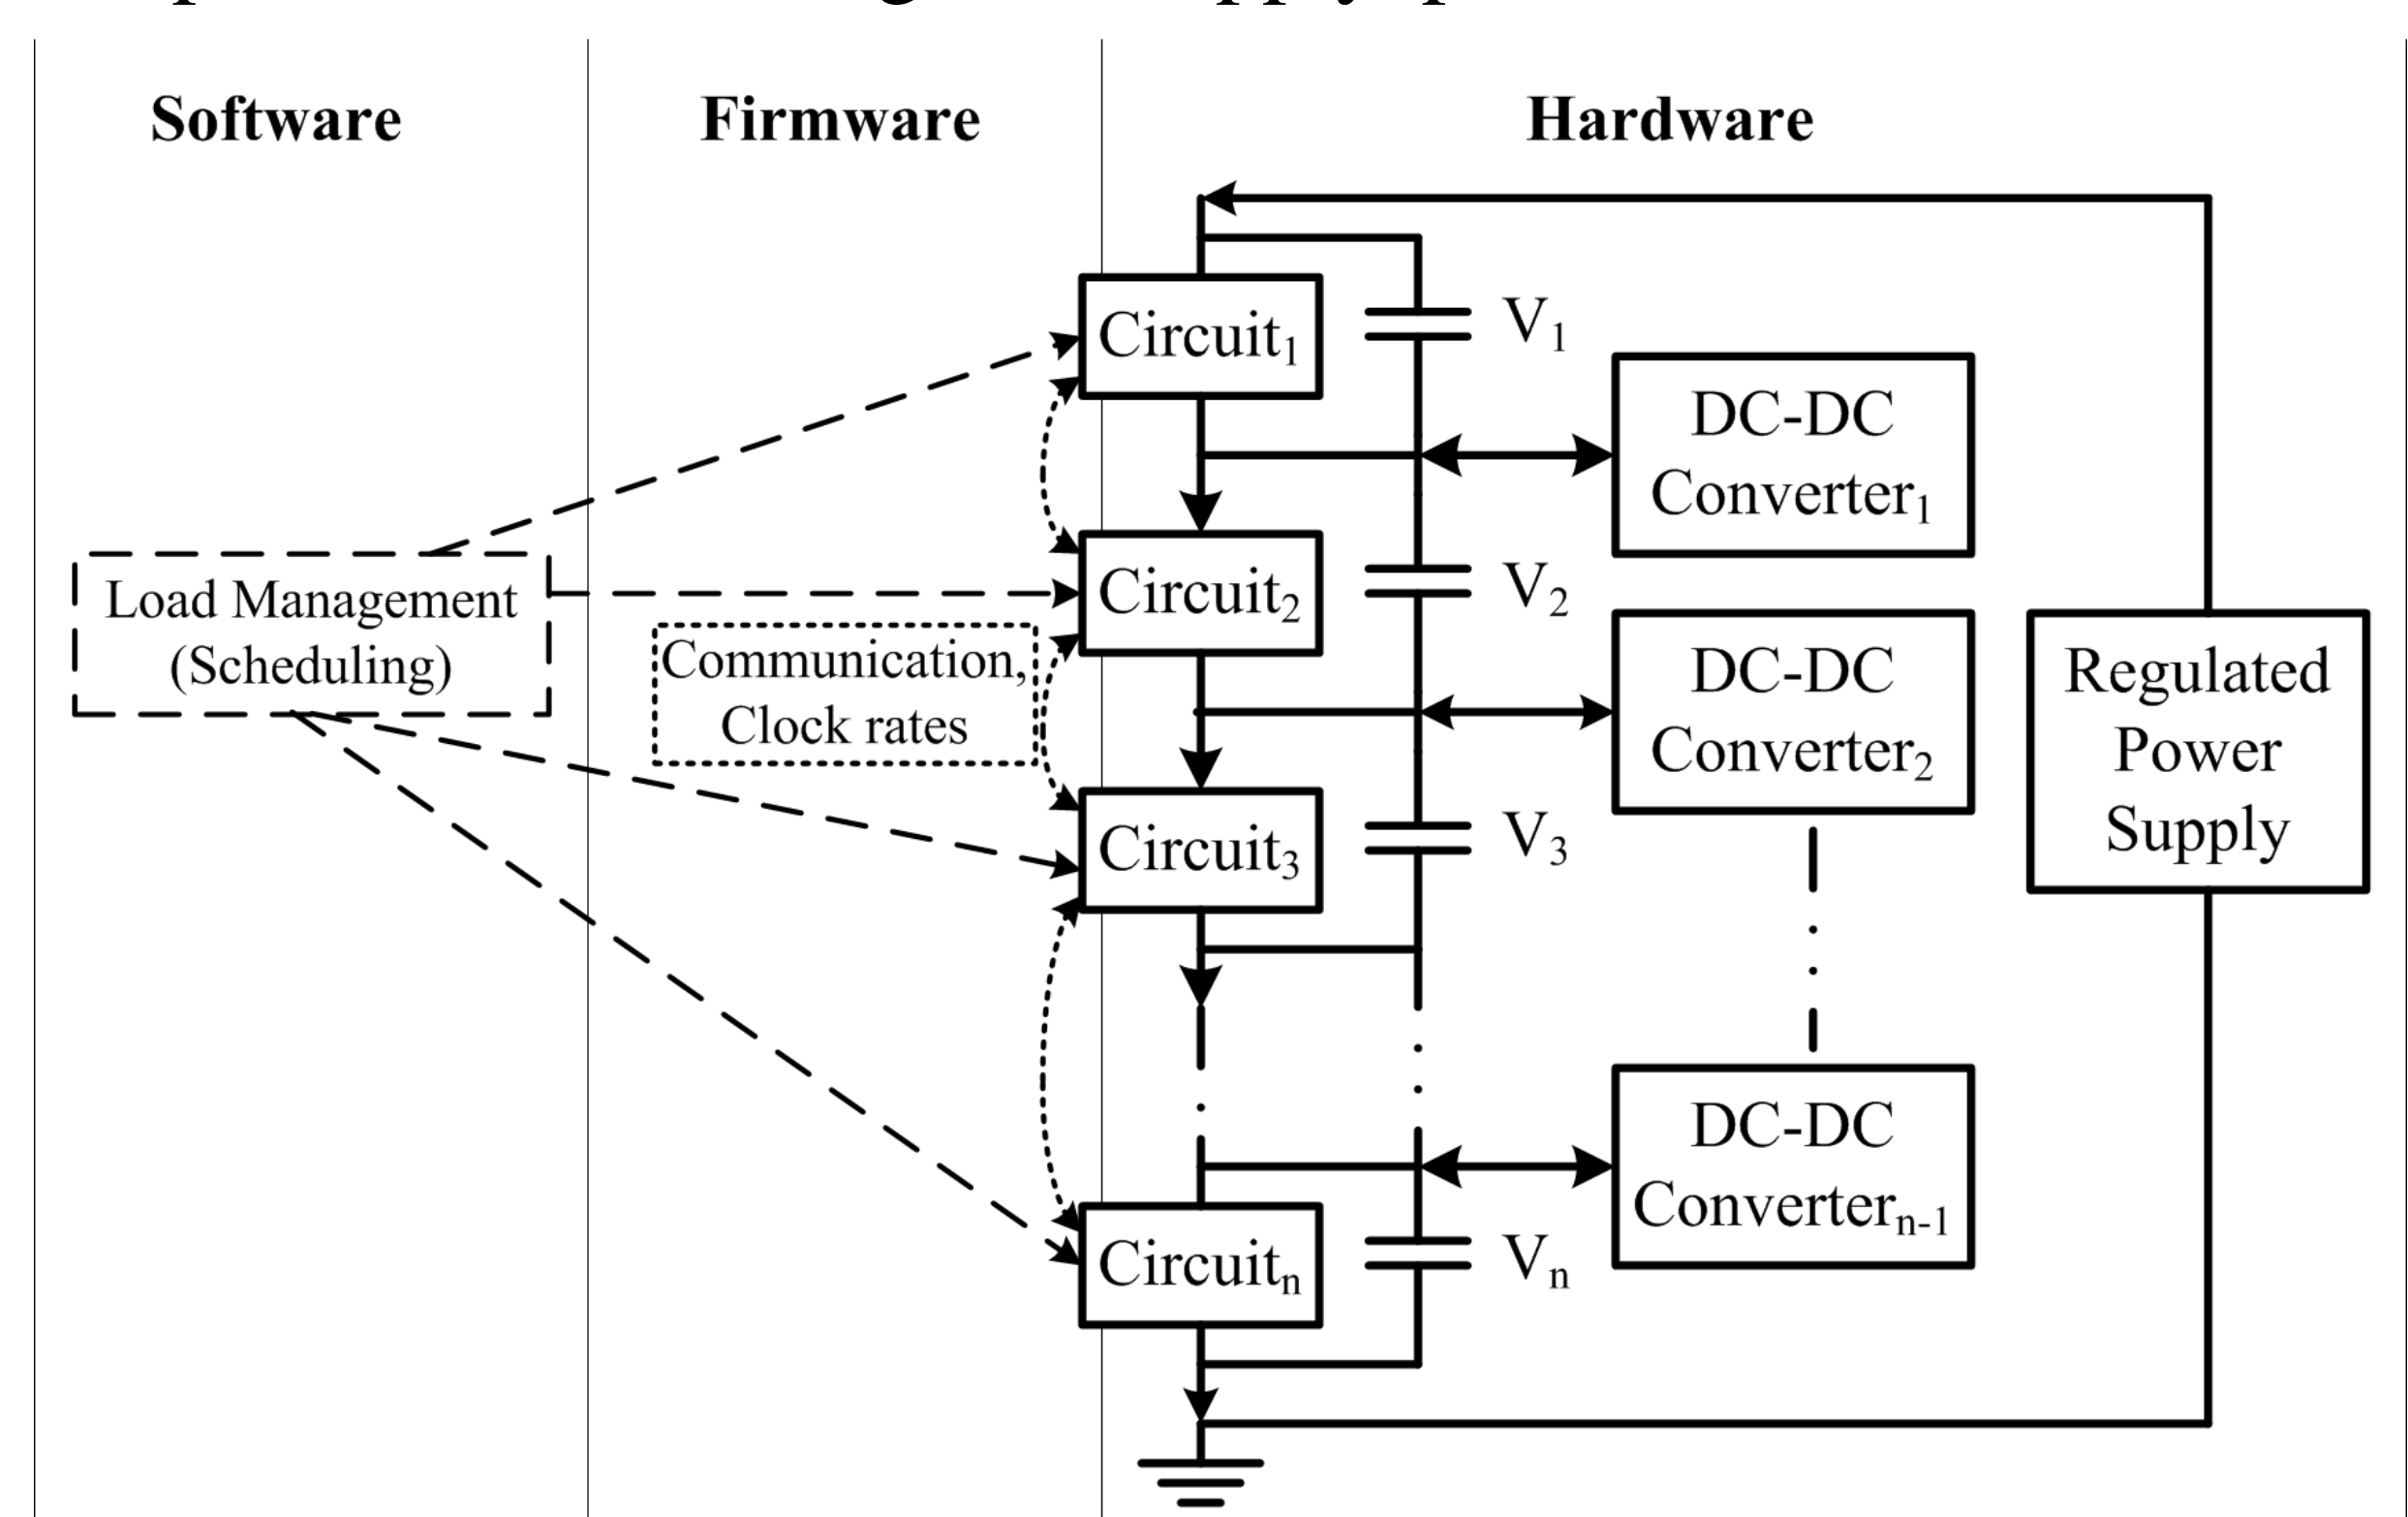 Software
Firmware
Hardware
Circuit₁
V₁
DC-DC
Converter₁
Load Management
(Scheduling)
Circuit₂
V₂
Communication,
Clock rates
DC-DC
Converter₂
Regulated
Power
Supply
Circuit₃
V₃
DC-DC
Converterₙ₋₁
Circuitₙ
Vₙ